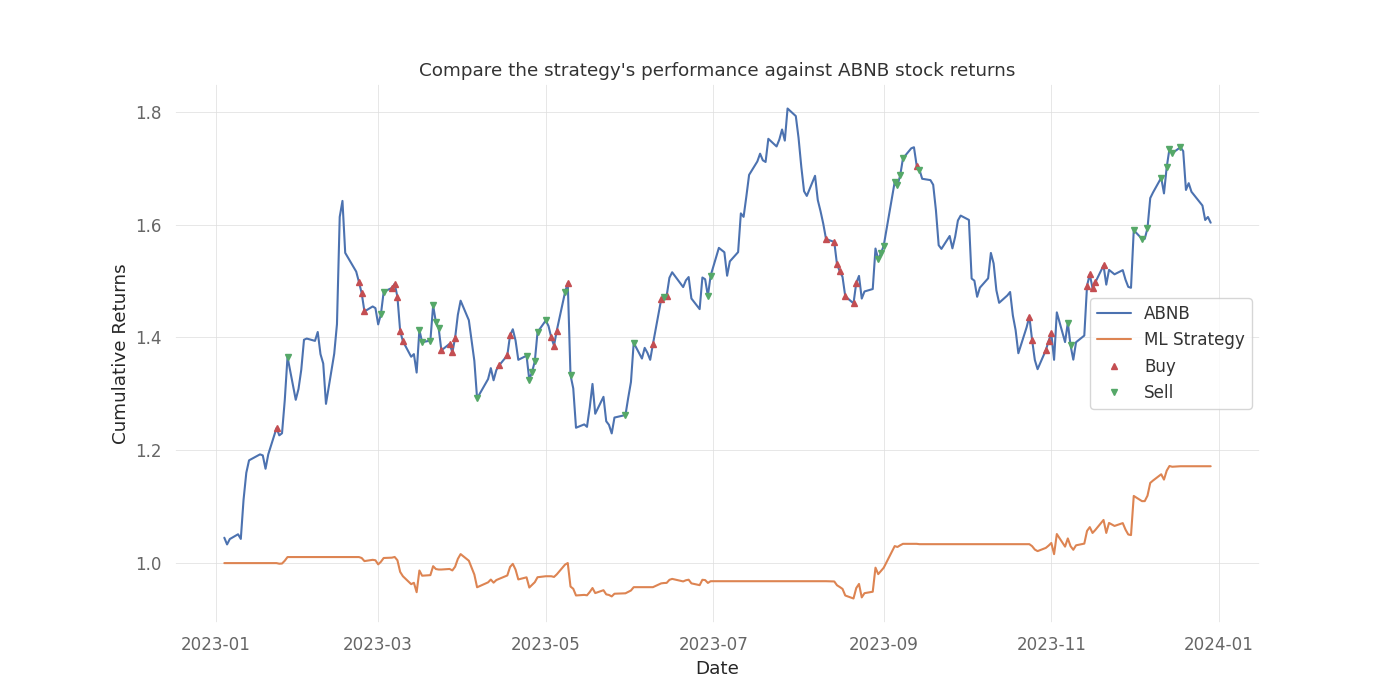 Compare the strategy's performance against ABNB stock returns
1.8
1.6
1.4
1.2
1.0
Cumulative Returns
ABNB
ML Strategy
Buy
Sell
2023-01
2023-03
2023-05
2023-07
2023-09
2023-11
2024-01
Date